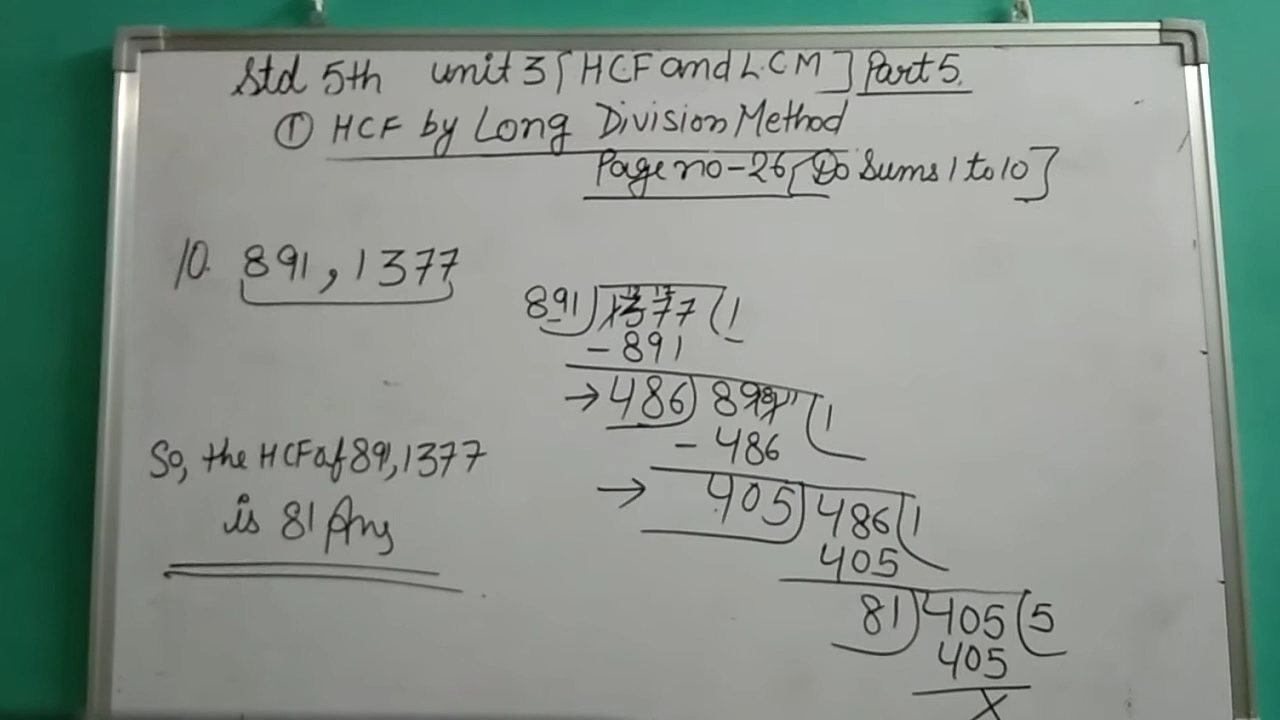 Std 5th unit 3 [HCF and L.C M] Part 5.
① HCF by Long Division Method
Page no-26 [Do Sums 1 to 10]
10. 891, 1377
891) 1377 (1
- 891
→ 486) 891 (1
- 486
→ 405) 486 (1
405
81) 405 (5
405
X
So, the HCF of 891, 1377
is 81 Ans